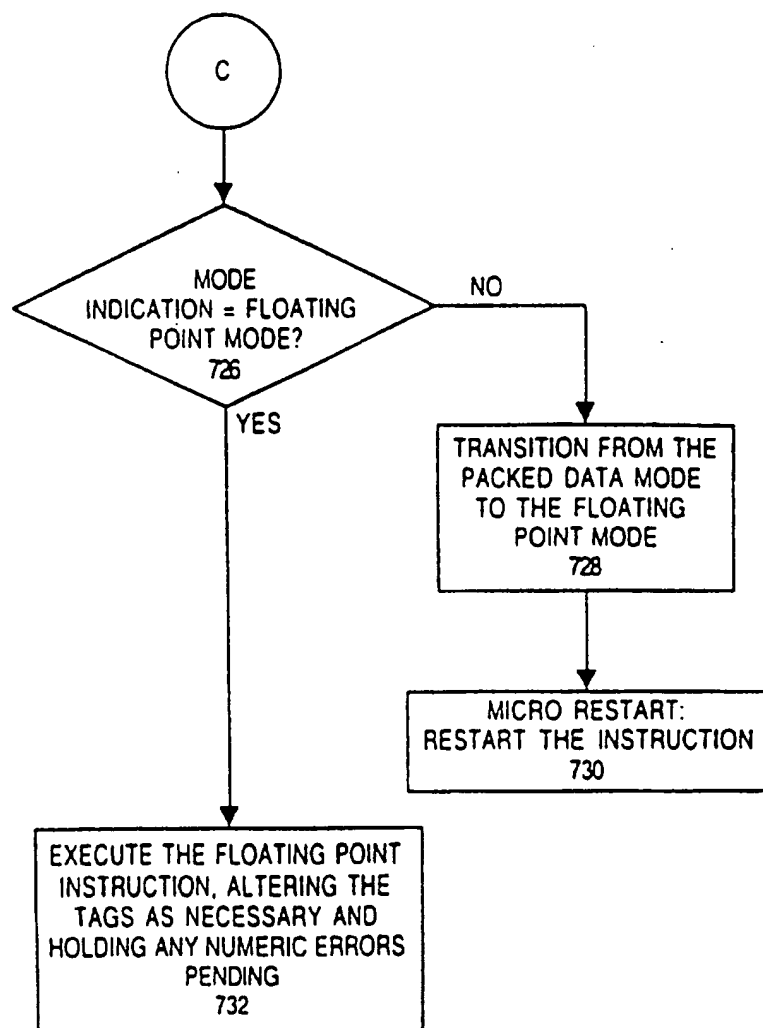 C
MODE
INDICATION = FLOATING
POINT MODE?
726
NO
YES
TRANSITION FROM THE
PACKED DATA MODE
TO THE FLOATING
POINT MODE
728
MICRO RESTART:
RESTART THE INSTRUCTION
730
EXECUTE THE FLOATING POINT
INSTRUCTION, ALTERING THE
TAGS AS NECESSARY AND
HOLDING ANY NUMERIC ERRORS
PENDING
732